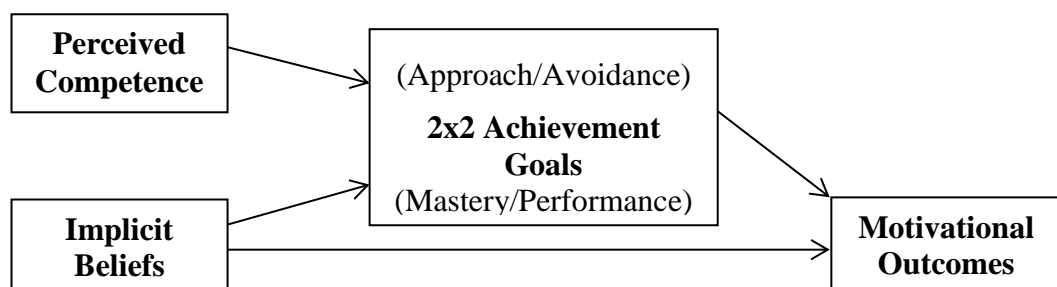 Perceived
Competence
(Approach/Avoidance)
2x2 Achievement
Goals
(Mastery/Performance)
Implicit
Beliefs
Motivational
Outcomes